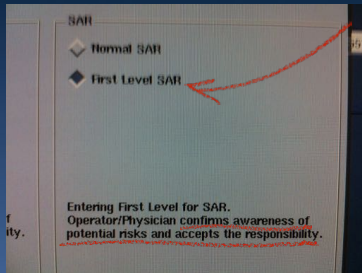 SAR
Normal SAR
First Level SAR
Entering First Level for SAR.
Operator/Physician confirms awareness of
potential risks and accepts the responsibility.
f
ity.